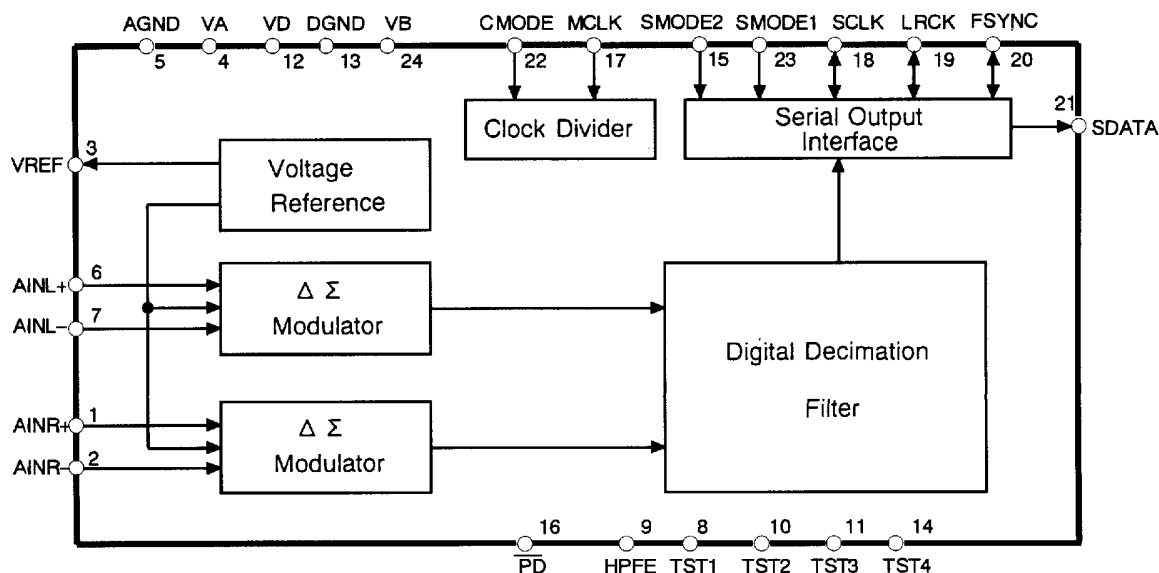 AGND VA VD DGND VB CMODE MCLK SMODE2 SMODE1 SCLK LRCK FSYNC
5 4 12 13 24 22 17 15 23 18 19 20
Clock Divider
Serial Output
Interface
21
SDATA
3
VREF
Voltage
Reference
6
AINL+
Δ Σ
Modulator
7
AINL−
Digital Decimation
Filter
1
AINR+
Δ Σ
Modulator
2
AINR−
16 9 8 10 11 14
PD HPFE TST1 TST2 TST3 TST4